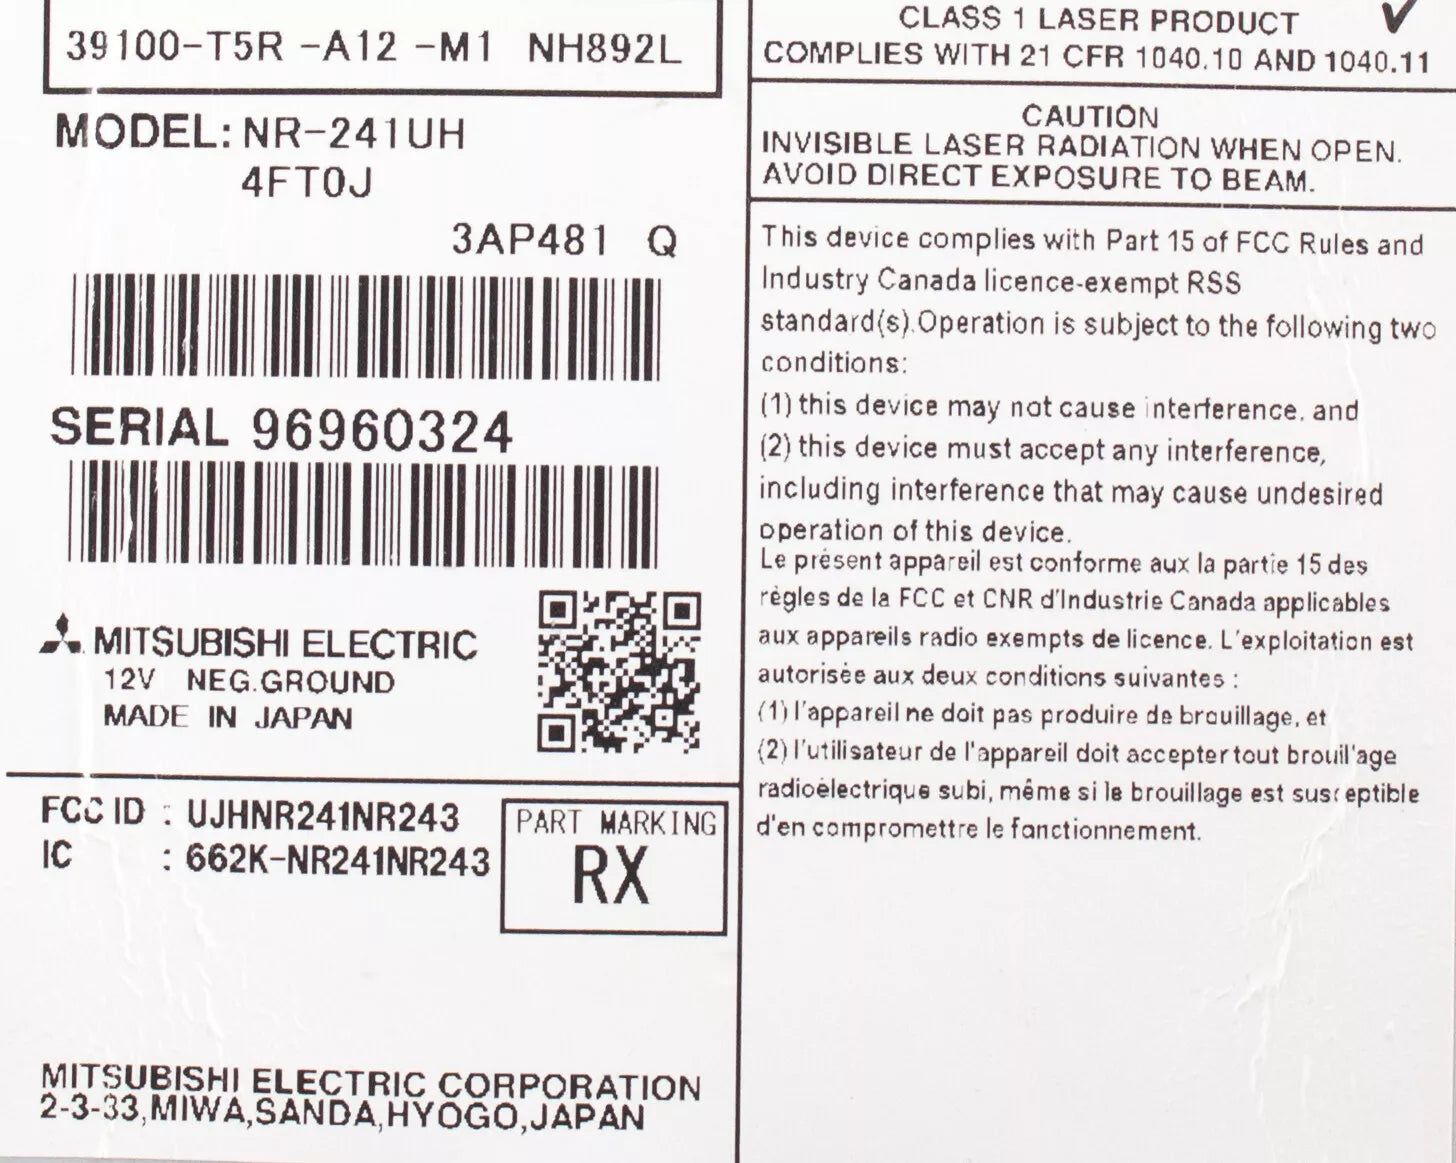 39100-T5R -A12 -M1 NH892L
MODEL: NR-241UH
4FT0J
3AP481 Q
SERIAL 96960324
MITSUBISHI ELECTRIC
12V NEG.GROUND
MADE IN JAPAN
FCC ID : UJHNR241NR243
IC : 662K-NR241NR243
PART MARKING
RX
MITSUBISHI ELECTRIC CORPORATION
2-3-33,MIWA,SANDA,HYOGO,JAPAN
CLASS 1 LASER PRODUCT
COMPLIES WITH 21 CFR 1040.10 AND 1040.11
CAUTION
INVISIBLE LASER RADIATION WHEN OPEN.
AVOID DIRECT EXPOSURE TO BEAM.
This device complies with Part 15 of FCC Rules and
Industry Canada licence-exempt RSS
standard(s).Operation is subject to the following two
conditions:
(1) this device may not cause interference, and
(2) this device must accept any interference,
including interference that may cause undesired
operation of this device.
Le présent appareil est conforme aux la partie 15 des
règles de la FCC et CNR d'Industrie Canada applicables
aux appareils radio exempts de licence. L'exploitation est
autorisée aux deux conditions suivantes :
(1) l'appareil ne doit pas produire de brouillage, et
(2) l'utilisateur de l'appareil doit accepter tout brouillage
radioélectrique subi, même si le brouillage est susceptible
d'en compromettre le fonctionnement.